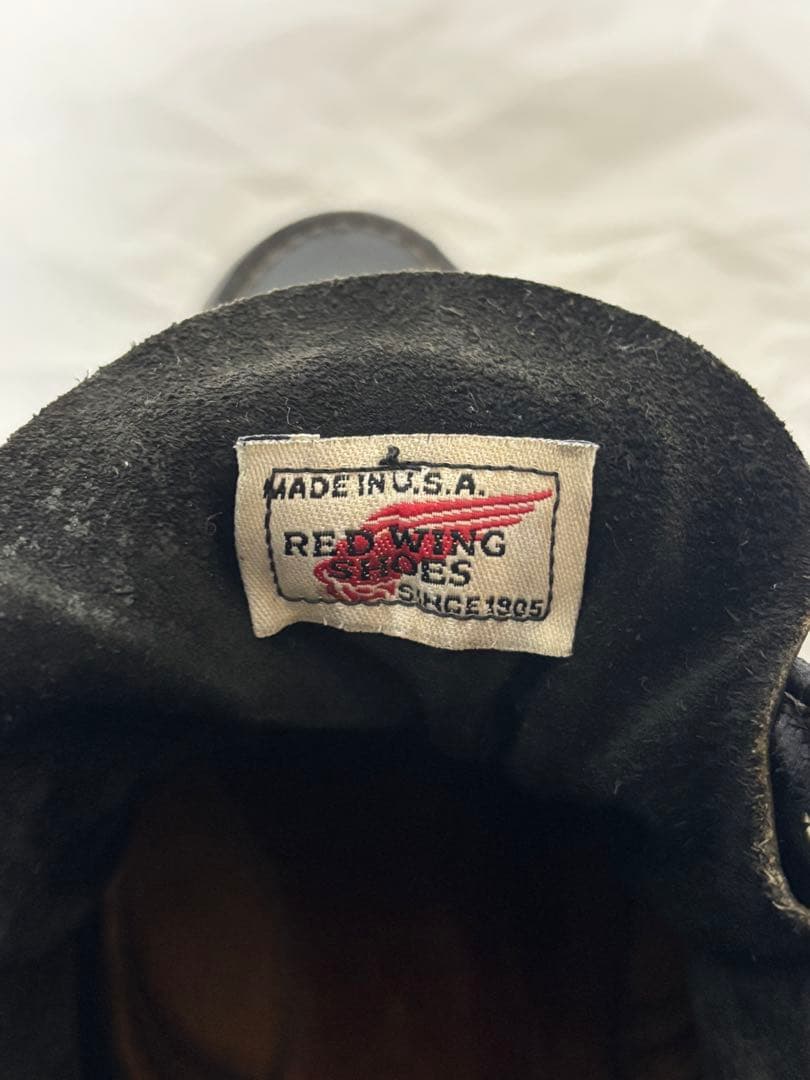 MADE IN U.S.A.
RED WING
SHOES
SINCE 1905